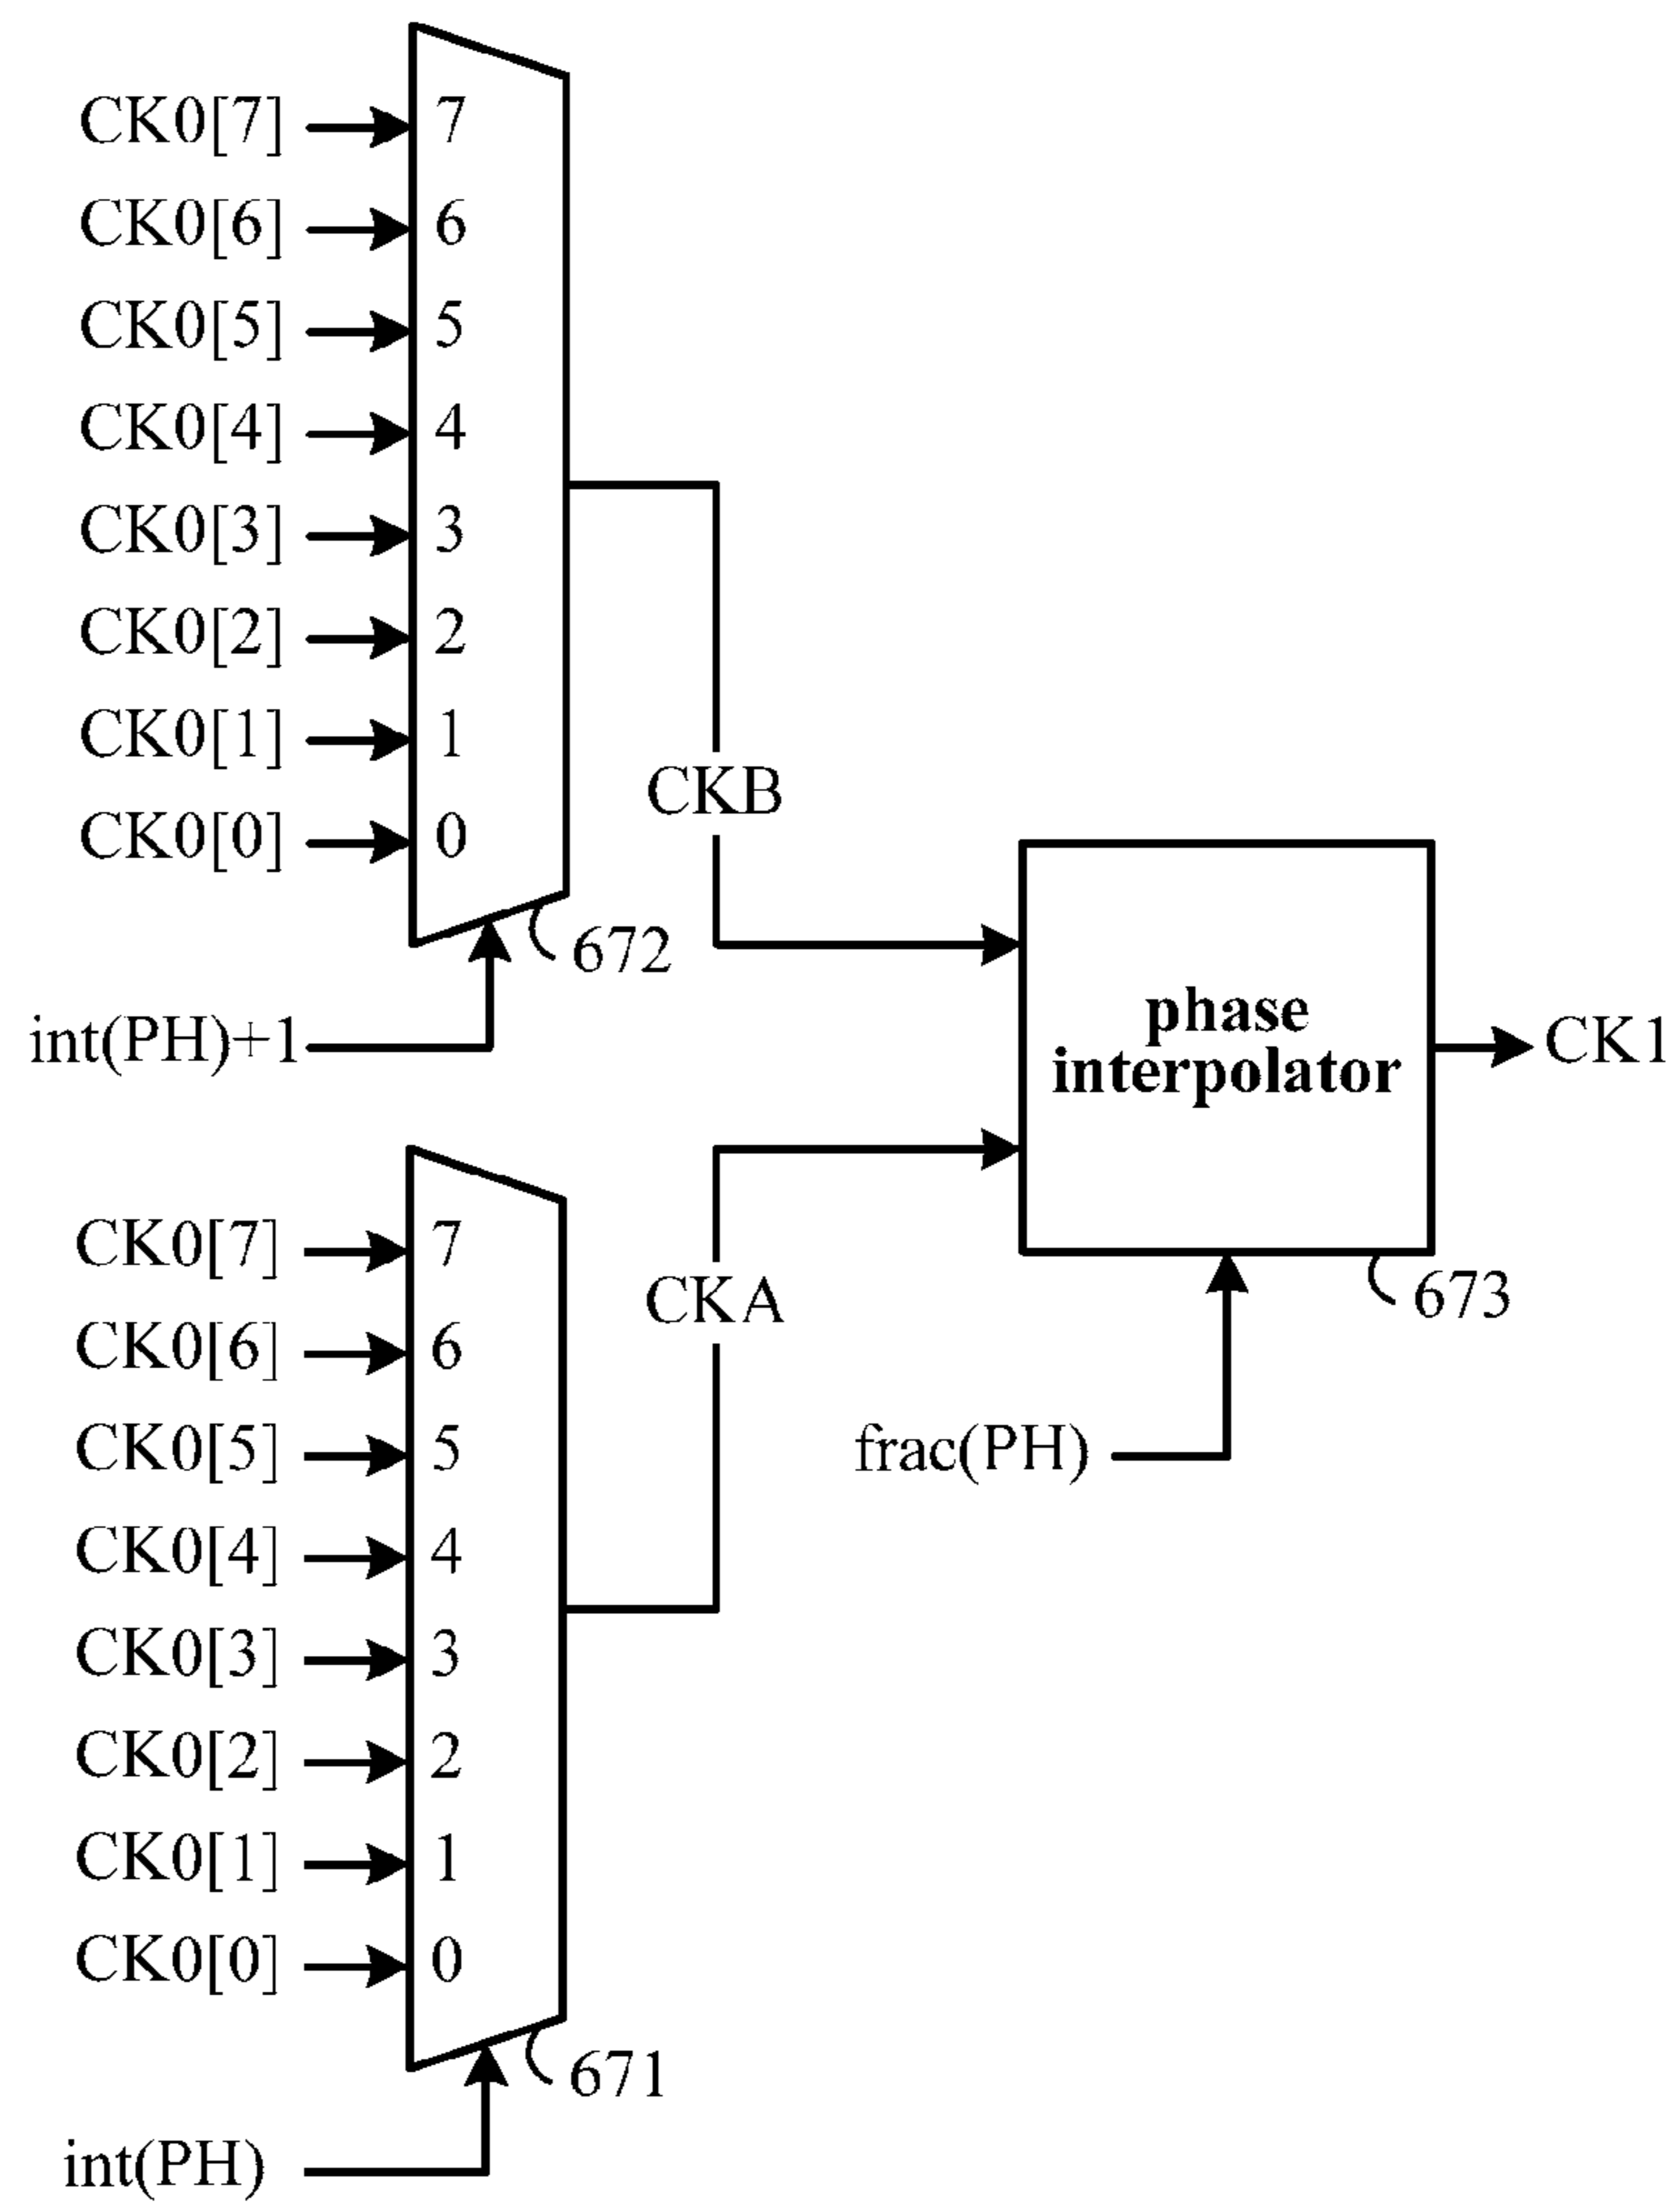 CK0[7] 7
CK0[6] 6
CK0[5] 5
CK0[4] 4
CK0[3] 3
CK0[2] 2
CK0[1] 1
CKB
CK0[0] 0
672
int(PH)+1
phase
interpolator
CK1
CK0[7] 7
CKA
673
CK0[6] 6
CK0[5] 5
frac(PH)
CK0[4] 4
CK0[3] 3
CK0[2] 2
CK0[1] 1
CK0[0] 0
671
int(PH)